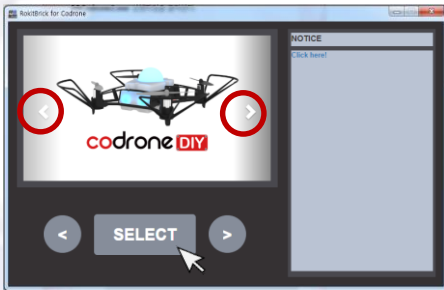 RokitBrick for Codrone
NOTICE
Click here!
codrone DIY
< SELECT >